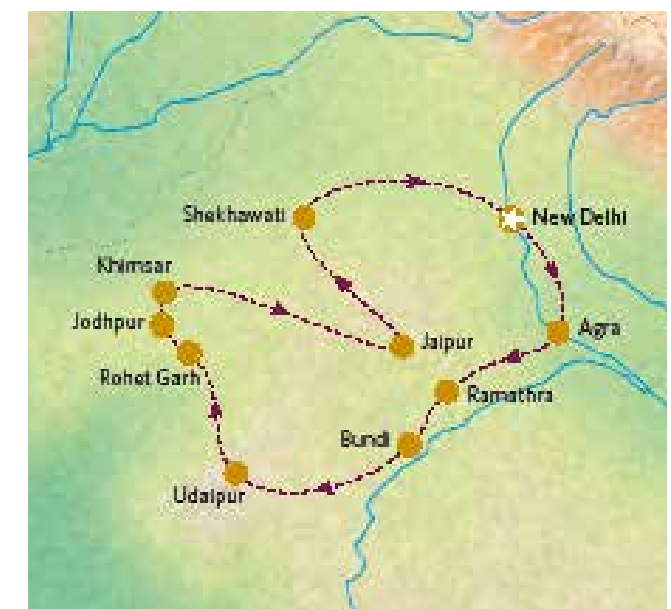 Shekhawati
New Delhi
Khimsar
Jodhpur
Agra
Jaipur
Rohet Garh
Ramathra
Bundi
Udaipur